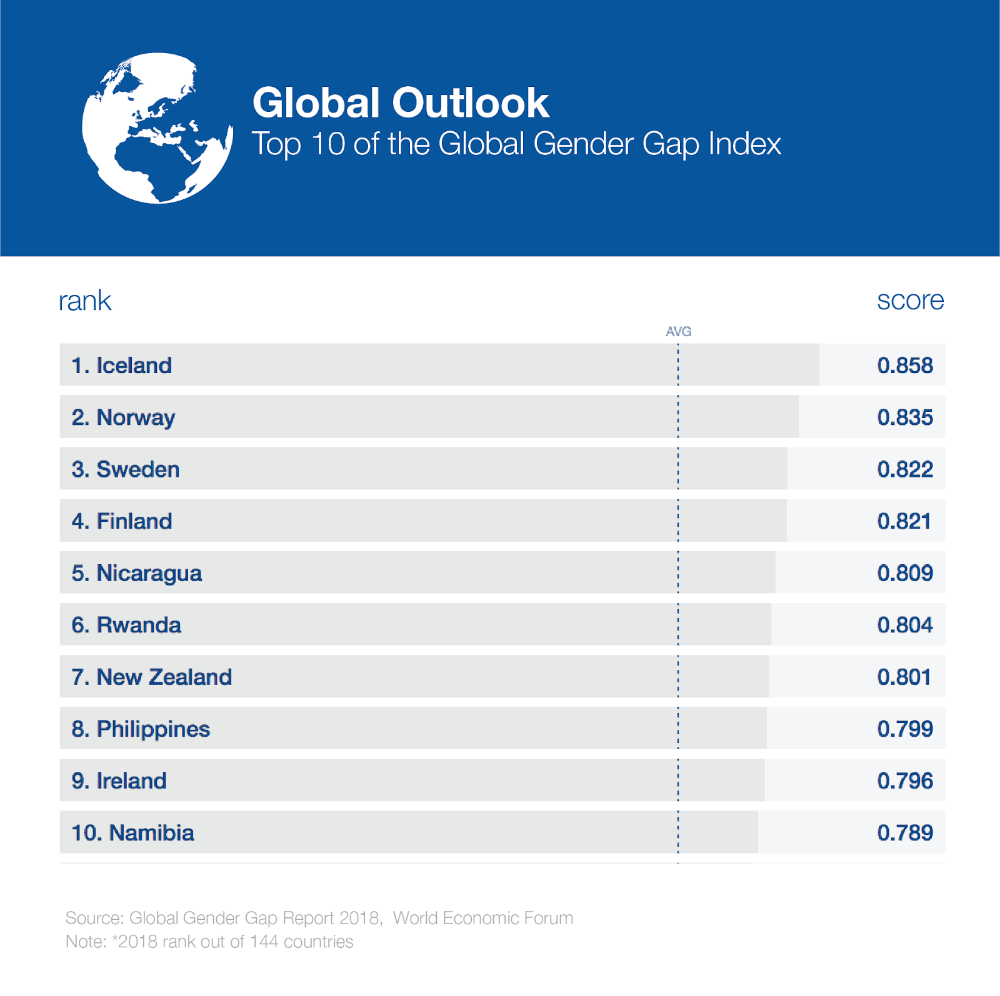 Global Outlook
Top 10 of the Global Gender Gap Index
rank score
AVG
1. Iceland 0.858
2. Norway 0.835
3. Sweden 0.822
4. Finland 0.821
5. Nicaragua 0.809
6. Rwanda 0.804
7. New Zealand 0.801
8. Philippines 0.799
9. Ireland 0.796
10. Namibia 0.789
Source: Global Gender Gap Report 2018, World Economic Forum
Note: *2018 rank out of 144 countries